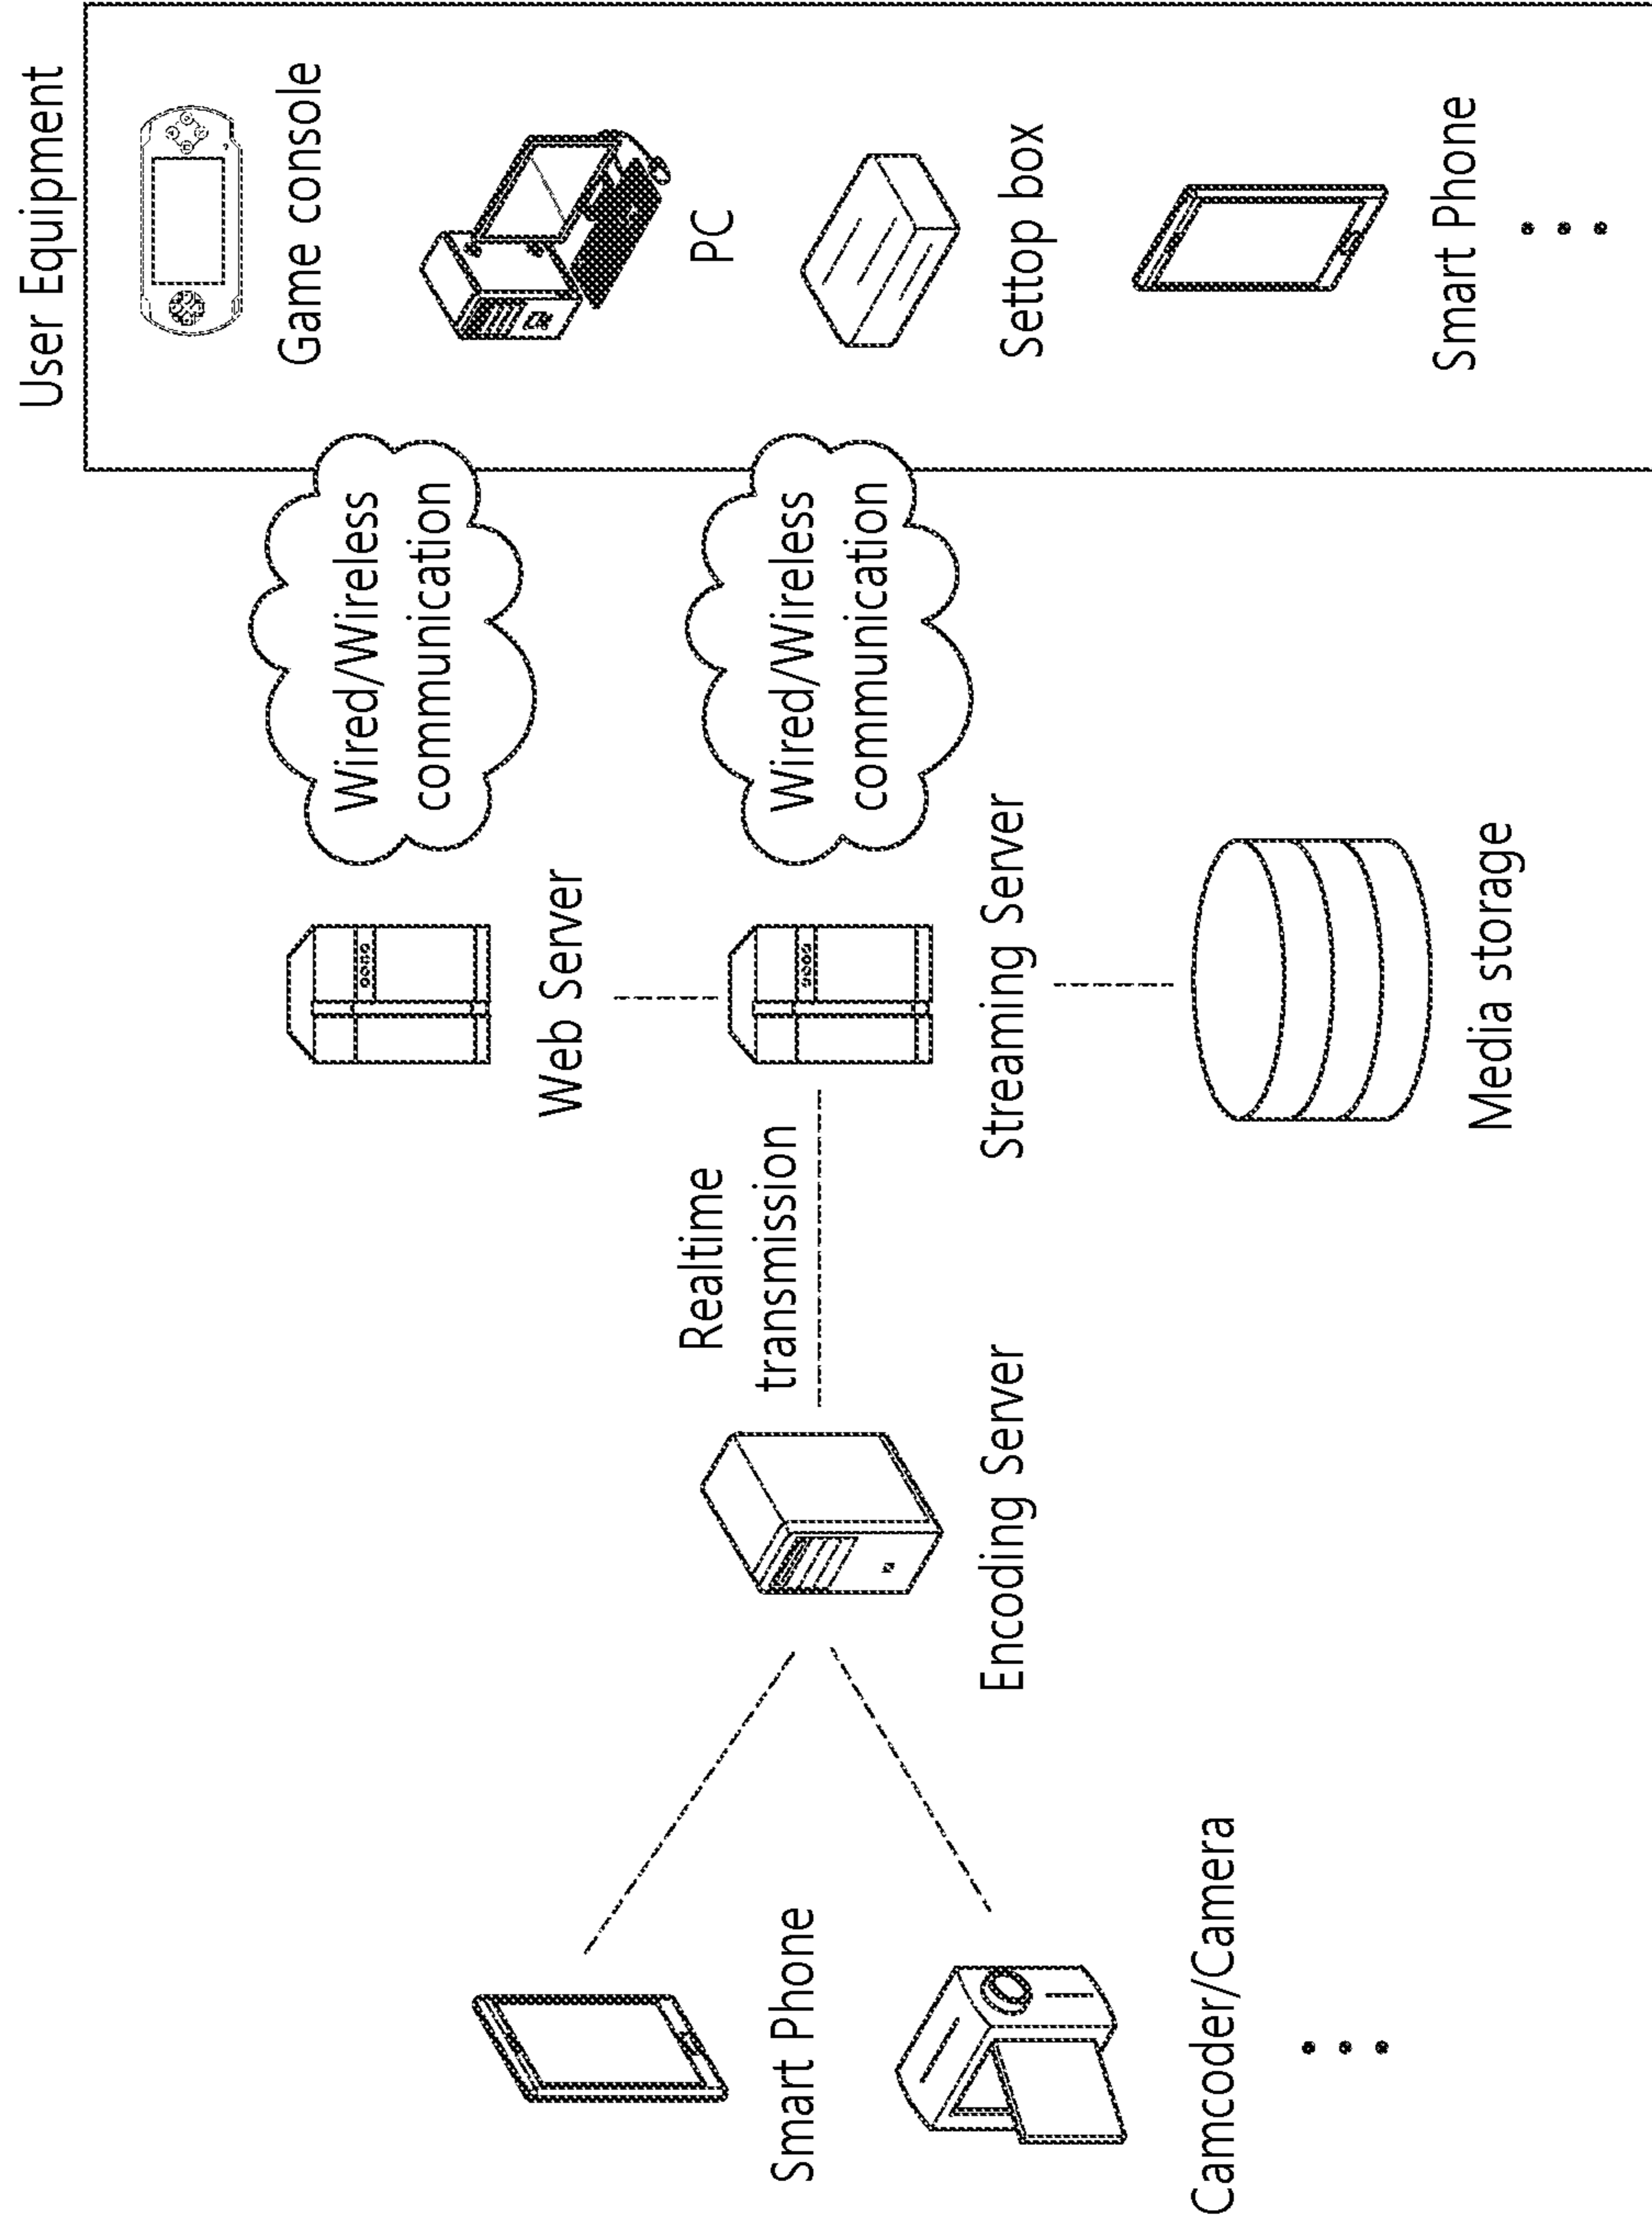 Smart Phone
Camcoder/Camera
Encoding Server
Realtime
transmission
Web Server
Streaming Server
Media storage
Wired/Wireless
communication
Wired/Wireless
communication
User Equipment
Game console
PC
Settop box
Smart Phone